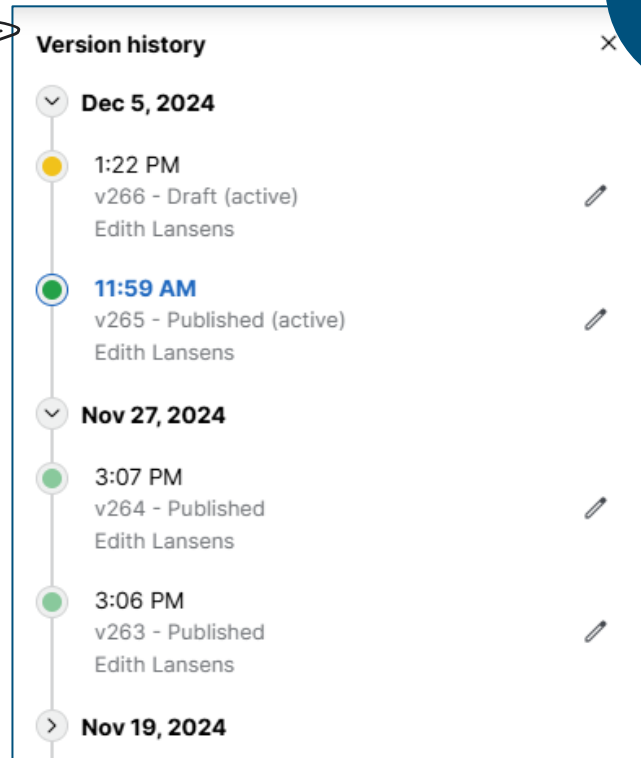 Version history
Dec 5, 2024
1:22 PM
v266 - Draft (active)
Edith Lansens
11:59 AM
v265 - Published (active)
Edith Lansens
Nov 27, 2024
3:07 PM
v264 - Published
Edith Lansens
3:06 PM
v263 - Published
Edith Lansens
Nov 19, 2024